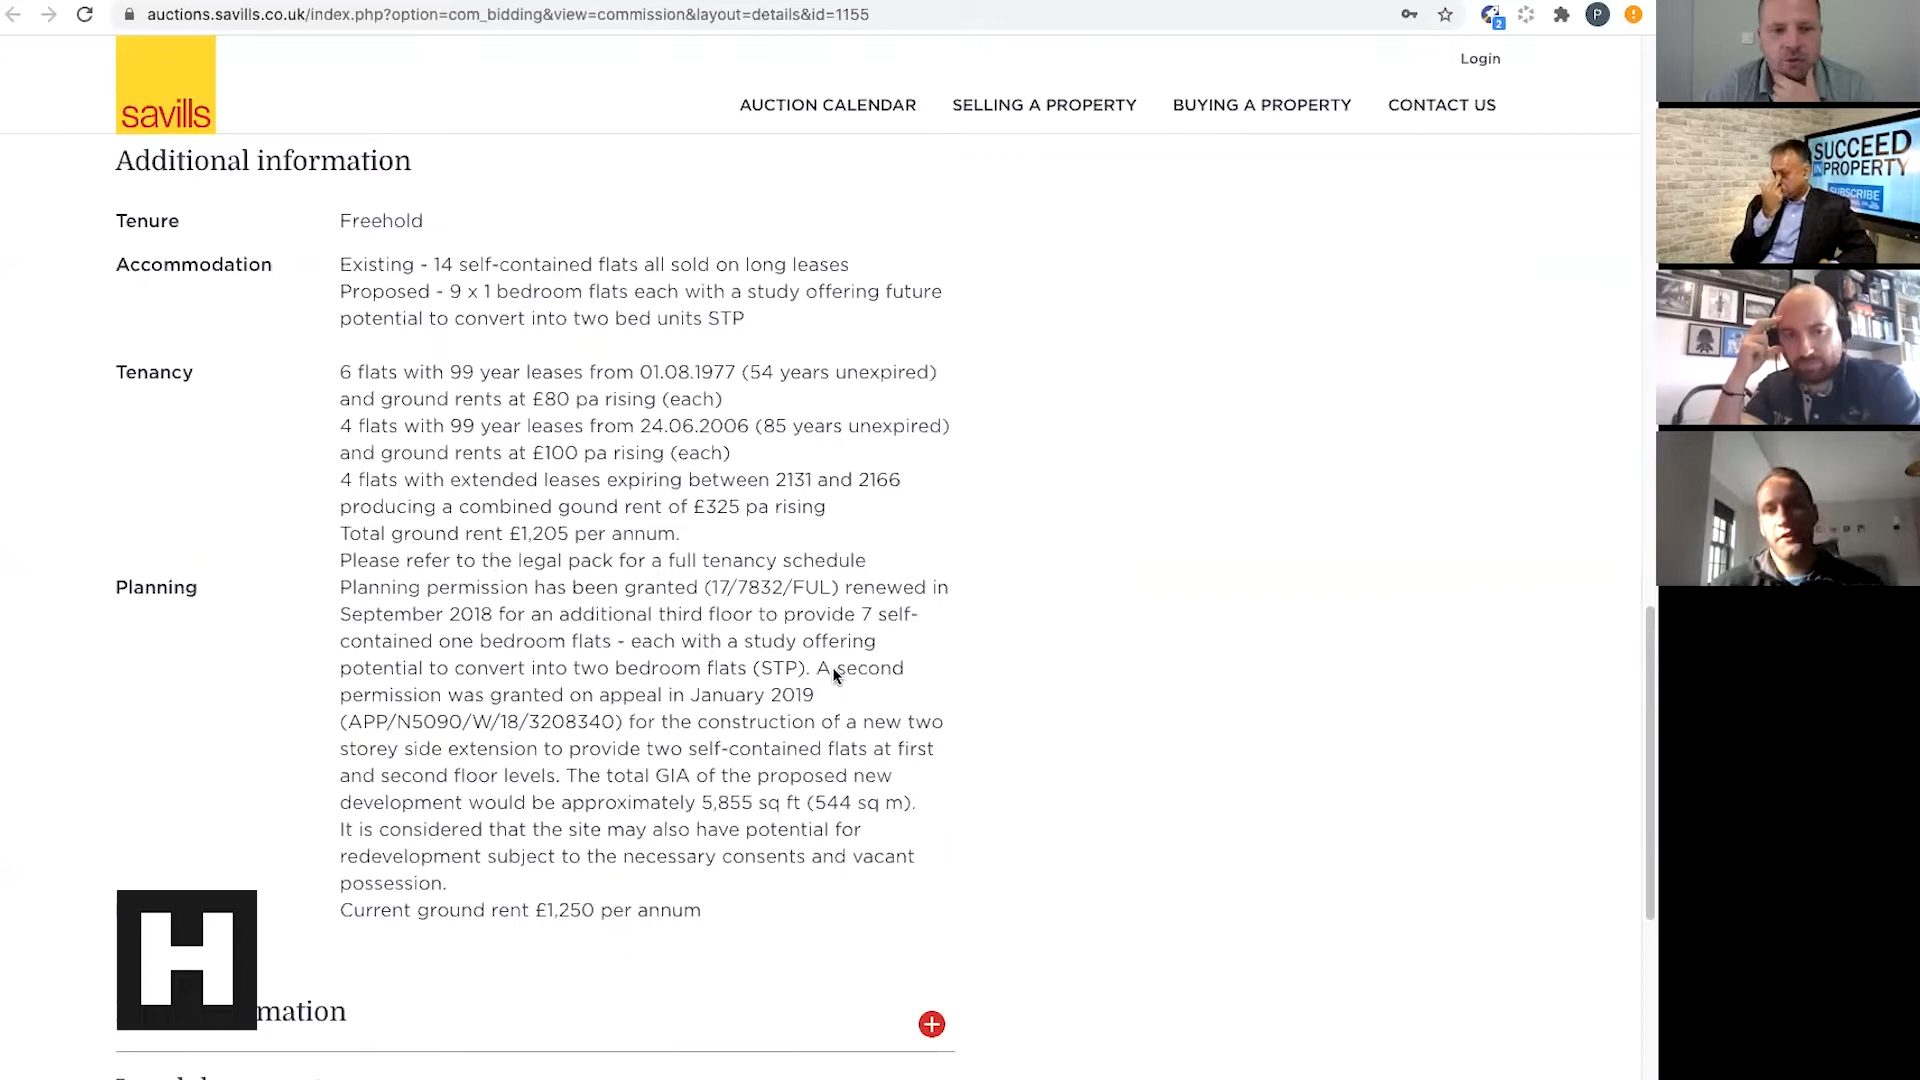 auctions.savills.co.uk/index.php?option=com_bidding&view=commission&layout=details&id=1155
2
P
Login
savills
AUCTION CALENDAR
SELLING A PROPERTY
BUYING A PROPERTY
CONTACT US
Additional information
Tenure
Freehold
Accommodation
Existing - 14 self-contained flats all sold on long leases
Proposed - 9 x 1 bedroom flats each with a study offering future
potential to convert into two bed units STP
Tenancy
6 flats with 99 year leases from 01.08.1977 (54 years unexpired)
and ground rents at £80 pa rising (each)
4 flats with 99 year leases from 24.06.2006 (85 years unexpired)
and ground rents at £100 pa rising (each)
4 flats with extended leases expiring between 2131 and 2166
producing a combined gound rent of £325 pa rising
Total ground rent £1,205 per annum.
Please refer to the legal pack for a full tenancy schedule
Planning
Planning permission has been granted (17/7832/FUL) renewed in
September 2018 for an additional third floor to provide 7 self-
contained one bedroom flats - each with a study offering
potential to convert into two bedroom flats (STP). A second
permission was granted on appeal in January 2019
(APP/N5090/W/18/3208340) for the construction of a new two
storey side extension to provide two self-contained flats at first
and second floor levels. The total GIA of the proposed new
development would be approximately 5,855 sq ft (544 sq m).
It is considered that the site may also have potential for
redevelopment subject to the necessary consents and vacant
possession.
Current ground rent £1,250 per annum
H
mation
SUCCEED
IN PROPERTY
SUBSCRIBE